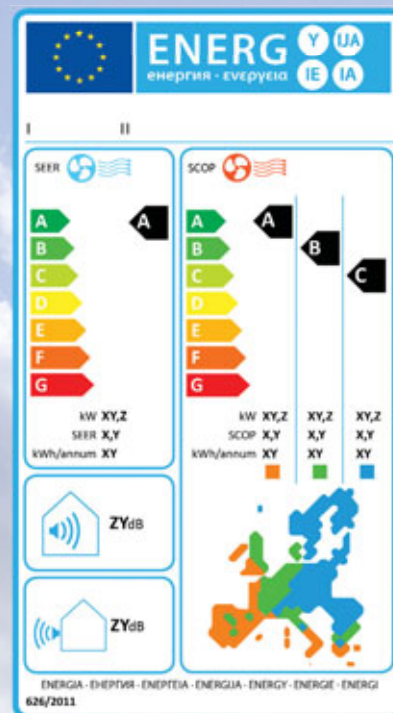 ENERG Y IJA
енергия · ενεργεια IE IA
I II
SEER
A A
B
C
D
E
F
G
kW XY,Z
SEER X,Y
kWh/annum XY
SCOP
A A
B B
C C
D
E
F
G
kW XY,Z XY,Z XY,Z
SCOP X,Y X,Y X,Y
kWh/annum XY XY XY
ZYdB
ZYdB
ENERGIA - ЕНЕРГИЯ - ΕΝΕΡΓΕΙΑ - ENERGIJA - ENERGY - ENERGIE - ENERGI
626/2011